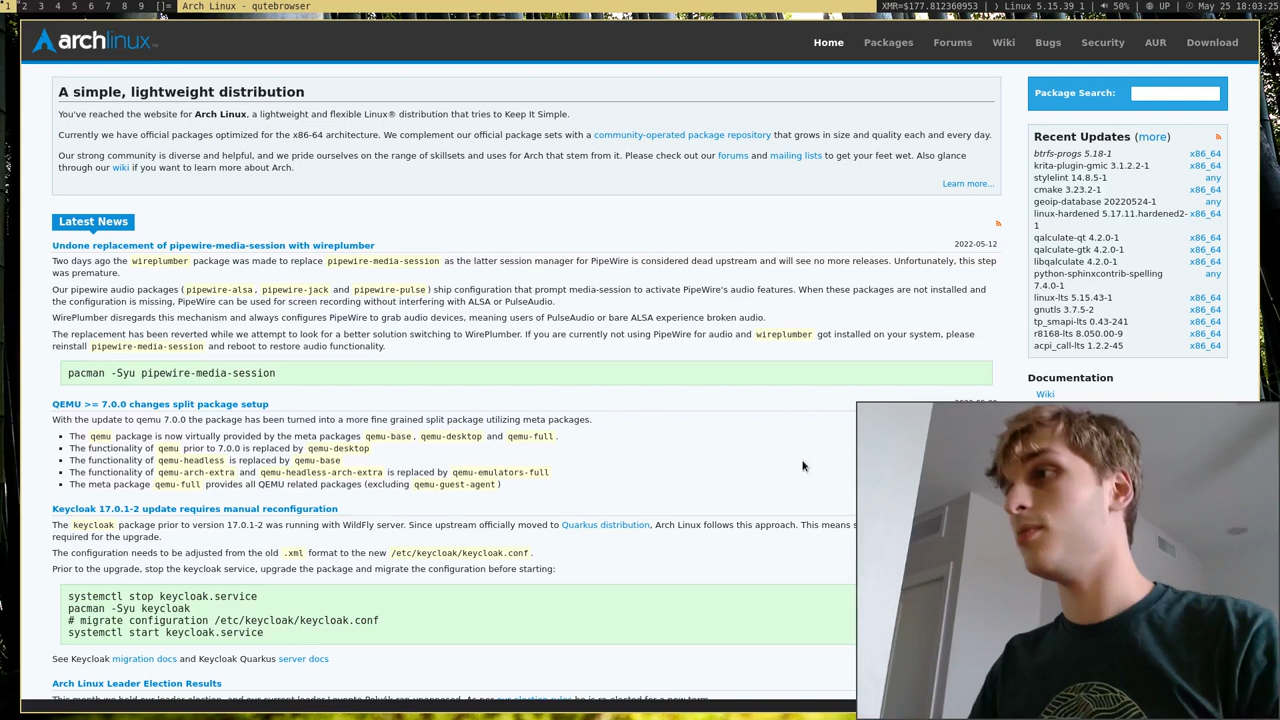 1 2 3 4 5 6 7 8 9 []= Arch Linux - qutebrowser XMR=$177.812360953 | Linux 5.15.39 1 | 50% | UP | May 25 18:03:25
archlinux
Home Packages Forums Wiki Bugs Security AUR Download
A simple, lightweight distribution
You've reached the website for Arch Linux, a lightweight and flexible Linux® distribution that tries to Keep It Simple.
Currently we have official packages optimized for the x86-64 architecture. We complement our official package sets with a community-operated package repository that grows in size and quality each and every day.
Our strong community is diverse and helpful, and we pride ourselves on the range of skillsets and uses for Arch that stem from it. Please check out our forums and mailing lists to get your feet wet. Also glance
through our wiki if you want to learn more about Arch.
Learn more...
Latest News
Undone replacement of pipewire-media-session with wireplumber 2022-05-12
Two days ago the wireplumber package was made to replace pipewire-media-session as the latter session manager for PipeWire is considered dead upstream and will see no more releases. Unfortunately, this step
was premature.
Our pipewire audio packages (pipewire-alsa, pipewire-jack and pipewire-pulse) ship configuration that prompt media-session to activate PipeWire's audio features. When these packages are not installed and
the configuration is missing, PipeWire can be used for screen recording without interfering with ALSA or PulseAudio.
WirePlumber disregards this mechanism and always configures PipeWire to grab audio devices, meaning users of PulseAudio or bare ALSA experience broken audio.
The replacement has been reverted while we attempt to look for a better solution switching to WirePlumber. If you are currently not using PipeWire for audio and wireplumber got installed on your system, please
reinstall pipewire-media-session and reboot to restore audio functionality.
pacman -Syu pipewire-media-session
QEMU >= 7.0.0 changes split package setup
With the update to qemu 7.0.0 the package has been turned into a more fine grained split package utilizing meta packages.
The qemu package is now virtually provided by the meta packages qemu-base, qemu-desktop and qemu-full.
The functionality of qemu prior to 7.0.0 is replaced by qemu-desktop
The functionality of qemu-headless is replaced by qemu-base
The functionality of qemu-arch-extra and qemu-headless-arch-extra is replaced by qemu-emulators-full
The meta package qemu-full provides all QEMU related packages (excluding qemu-guest-agent)
Keycloak 17.0.1-2 update requires manual reconfiguration
The keycloak package prior to version 17.0.1-2 was running with WildFly server. Since upstream officially moved to Quarkus distribution, Arch Linux follows this approach. This means
required for the upgrade.
The configuration needs to be adjusted from the old .xml format to the new /etc/keycloak/keycloak.conf.
Prior to the upgrade, stop the keycloak service, upgrade the package and migrate the configuration before starting:
systemctl stop keycloak.service
pacman -Syu keycloak
# migrate configuration /etc/keycloak/keycloak.conf
systemctl start keycloak.service
See Keycloak migration docs and Keycloak Quarkus server docs
Arch Linux Leader Election Results
Package Search:
Recent Updates (more)
btrfs-progs 5.18-1 x86_64
krita-plugin-gmic 3.1.2.2-1 x86_64
stylelint 14.8.5-1 any
cmake 3.23.2-1 x86_64
geoip-database 20220524-1 any
linux-hardened 5.17.11.hardened2- x86_64
1
qalculate-qt 4.2.0-1 x86_64
qalculate-gtk 4.2.0-1 x86_64
libqalculate 4.2.0-1 x86_64
python-sphinxcontrib-spelling any
7.4.0-1
linux-lts 5.15.43-1 x86_64
gnutls 3.7.5-2 x86_64
tp_smapi-lts 0.43-241 x86_64
r8168-lts 8.050.00-9 x86_64
acpi_call-lts 1.2.2-45 x86_64
Documentation
Wiki